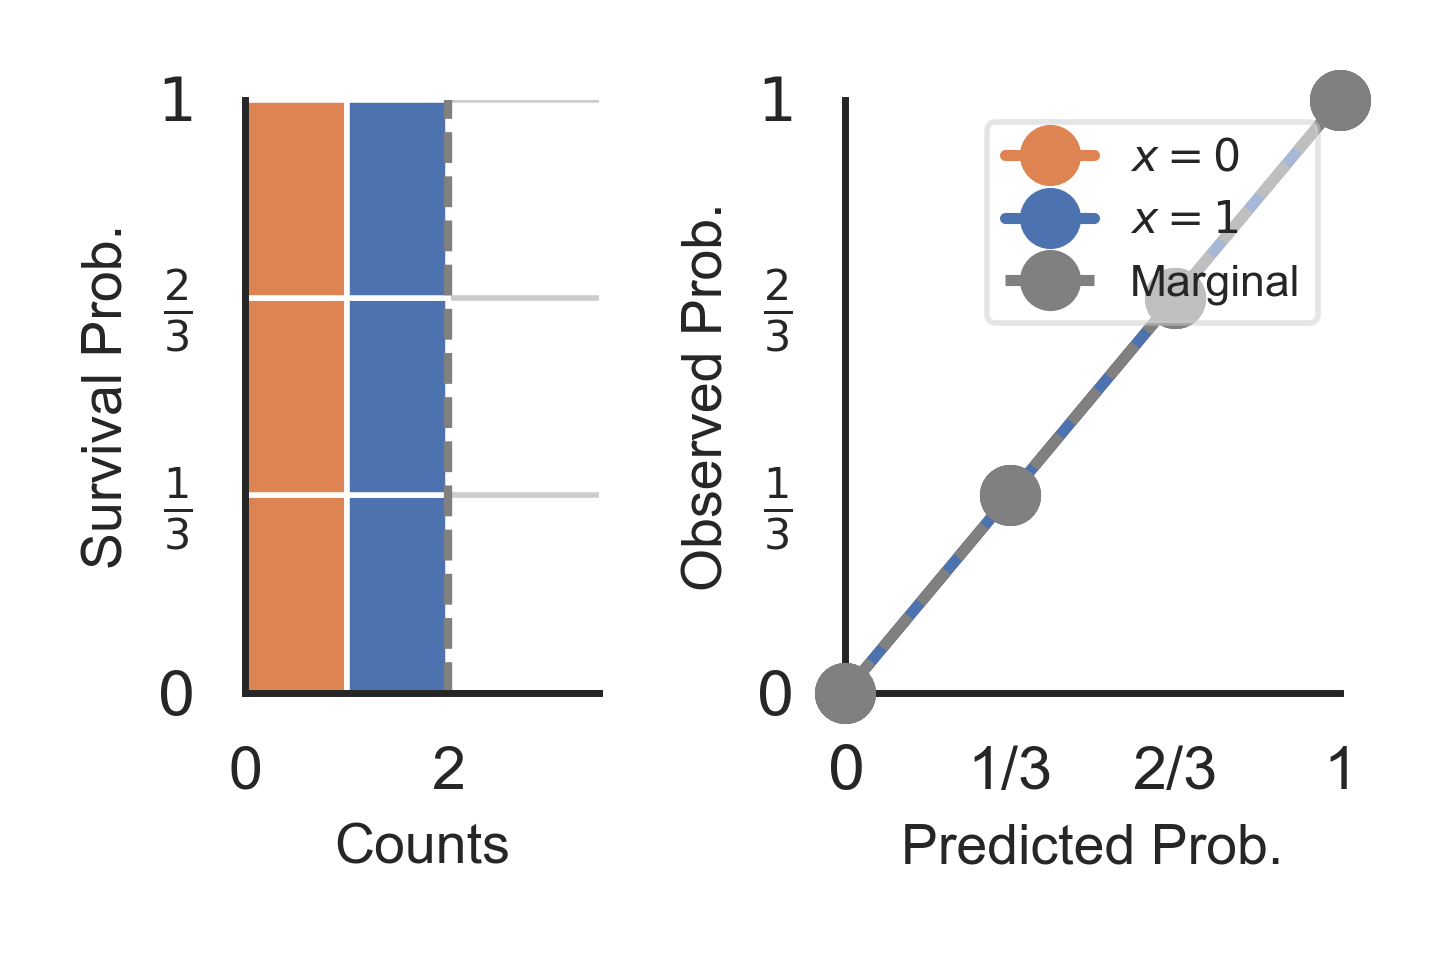 Survival Prob.
1
2/3
1/3
0
0 2
Counts
Observed Prob.
1
2/3
1/3
0
0 1/3 2/3 1
Predicted Prob.
x = 0
x = 1
Marginal